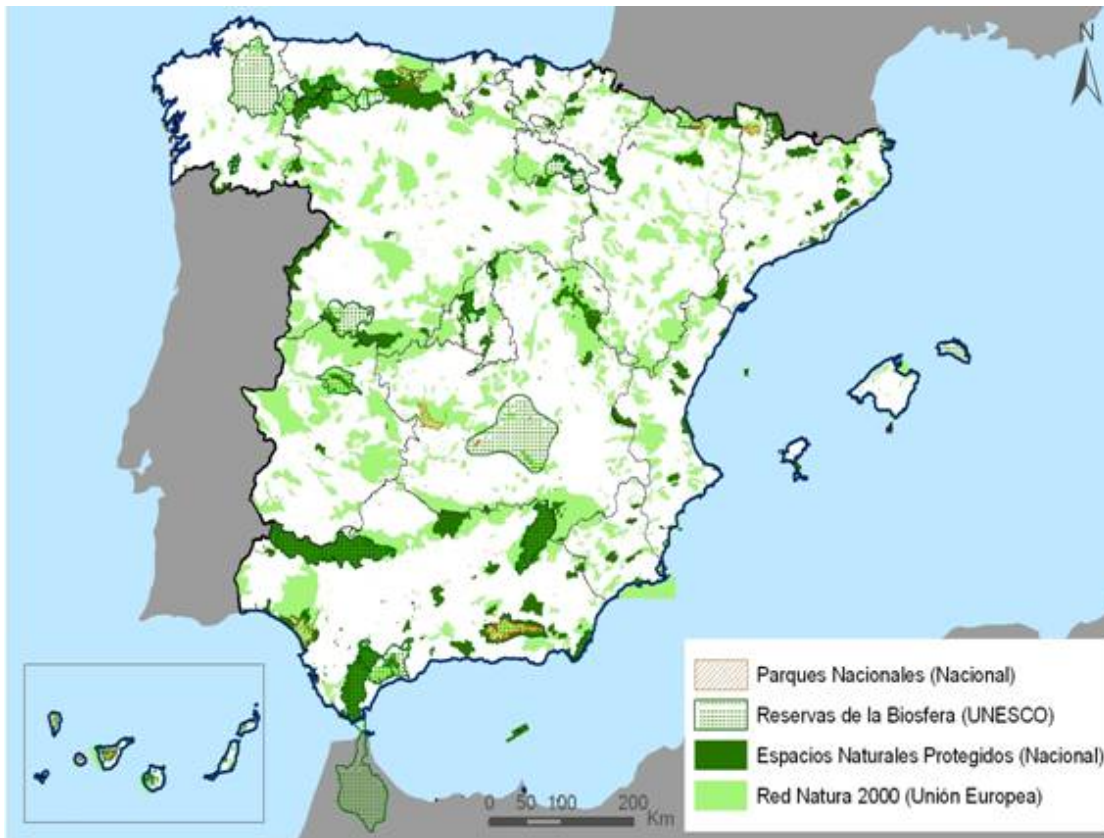 N
Parques Nacionales (Nacional)
Reservas de la Biosfera (UNESCO)
Espacios Naturales Protegidos (Nacional)
Red Natura 2000 (Unión Europea)
0 50 100 200
Km